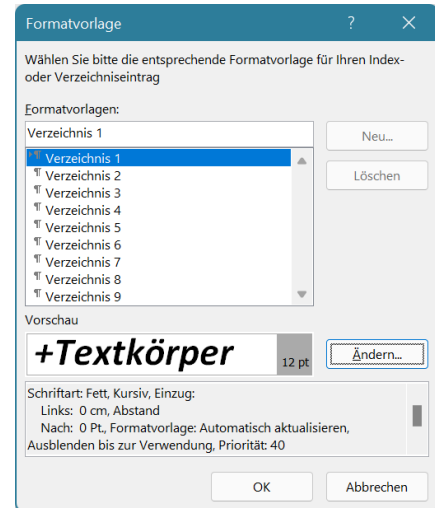 Formatvorlage ? ×
Wählen Sie bitte die entsprechende Formatvorlage für Ihren Index-
oder Verzeichniseintrag
Formatvorlagen:
Verzeichnis 1
Neu...
¶ Verzeichnis 1
¶ Verzeichnis 2
Löschen
¶ Verzeichnis 3
¶ Verzeichnis 4
¶ Verzeichnis 5
¶ Verzeichnis 6
¶ Verzeichnis 7
¶ Verzeichnis 8
¶ Verzeichnis 9
Vorschau
+Textkörper 12 pt
Ändern...
Schriftart: Fett, Kursiv, Einzug:
Links: 0 cm, Abstand
Nach: 0 Pt., Formatvorlage: Automatisch aktualisieren,
Ausblenden bis zur Verwendung, Priorität: 40
OK Abbrechen